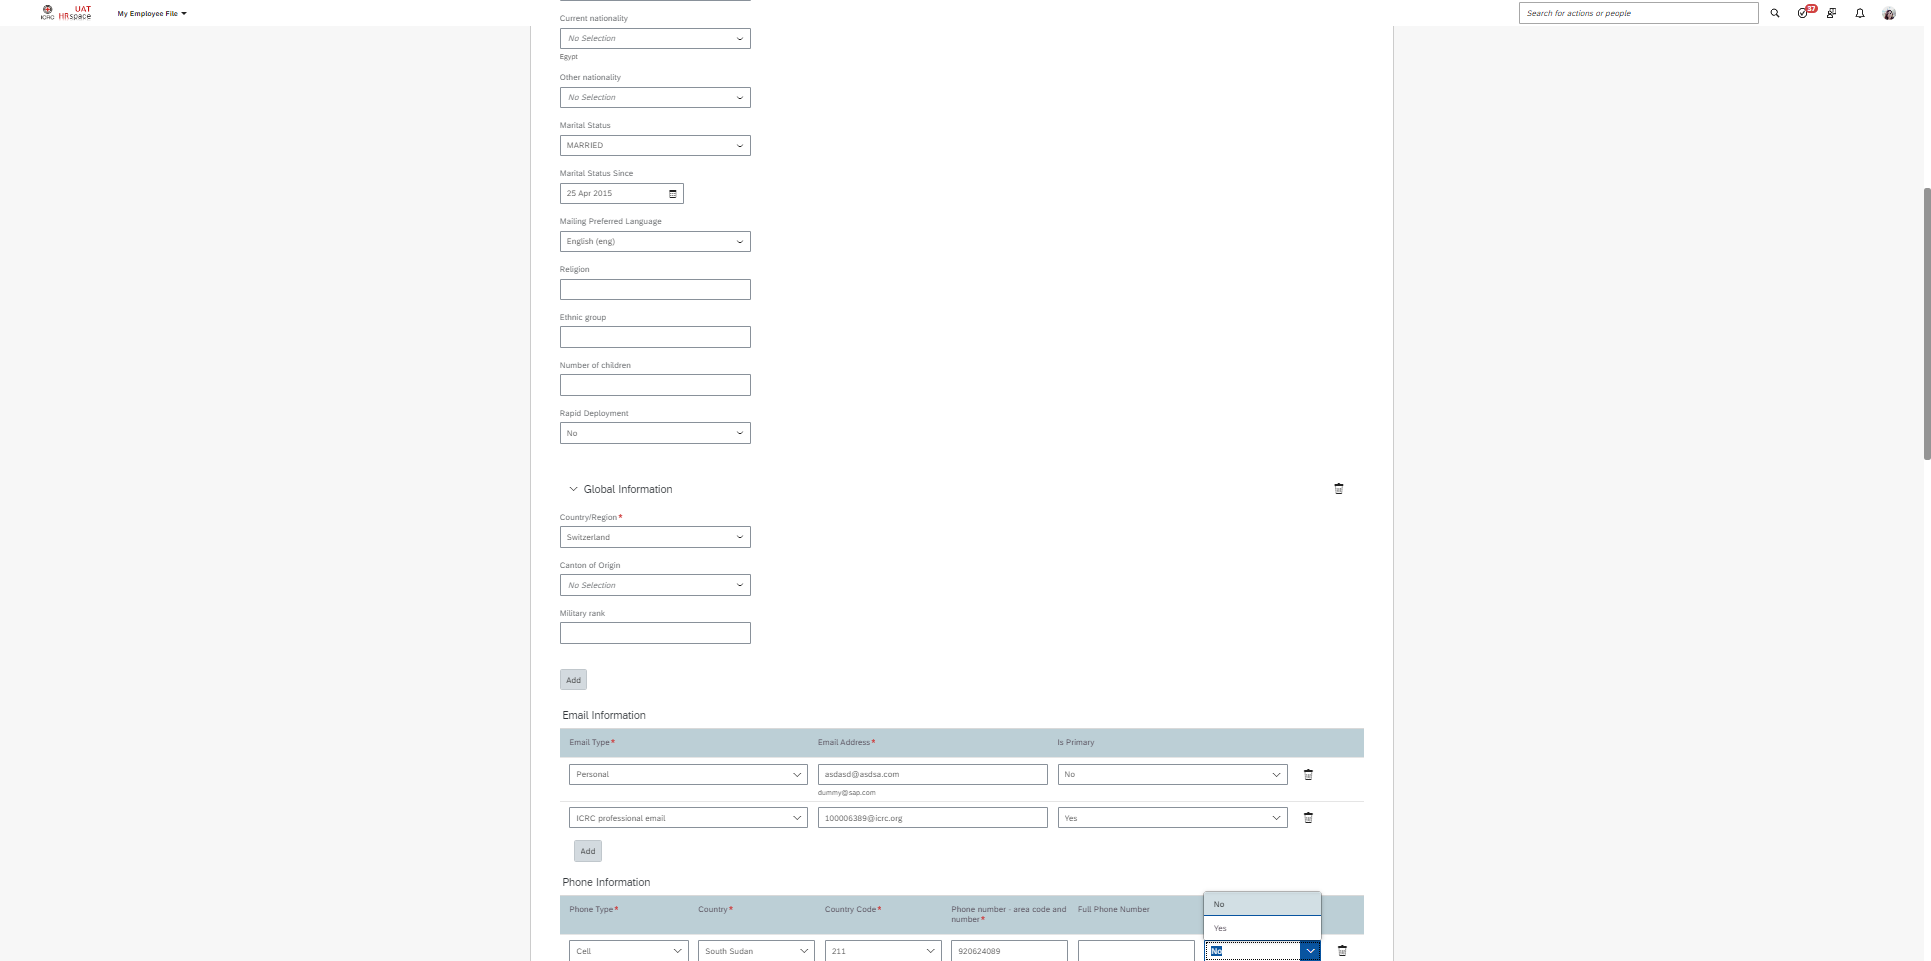 ICRC
UAT
HRspace
My Employee File
Search for actions or people
37
Current nationality
No Selection
Egypt
Other nationality
No Selection
Marital Status
MARRIED
Marital Status Since
25 Apr 2015
Mailing Preferred Language
English (eng)
Religion
Ethnic group
Number of children
Rapid Deployment
No
Global Information
Country/Region*
Switzerland
Canton of Origin
No Selection
Military rank
Add
Email Information
Email Type* Email Address* Is Primary
Personal asdasd@asdsa.com No
dummy@sap.com
ICRC professional email 100006389@icrc.org Yes
Add
Phone Information
Phone Type* Country* Country Code* Phone number - area code and Full Phone Number
number*
No
Yes
Cell South Sudan 211 920624089 No